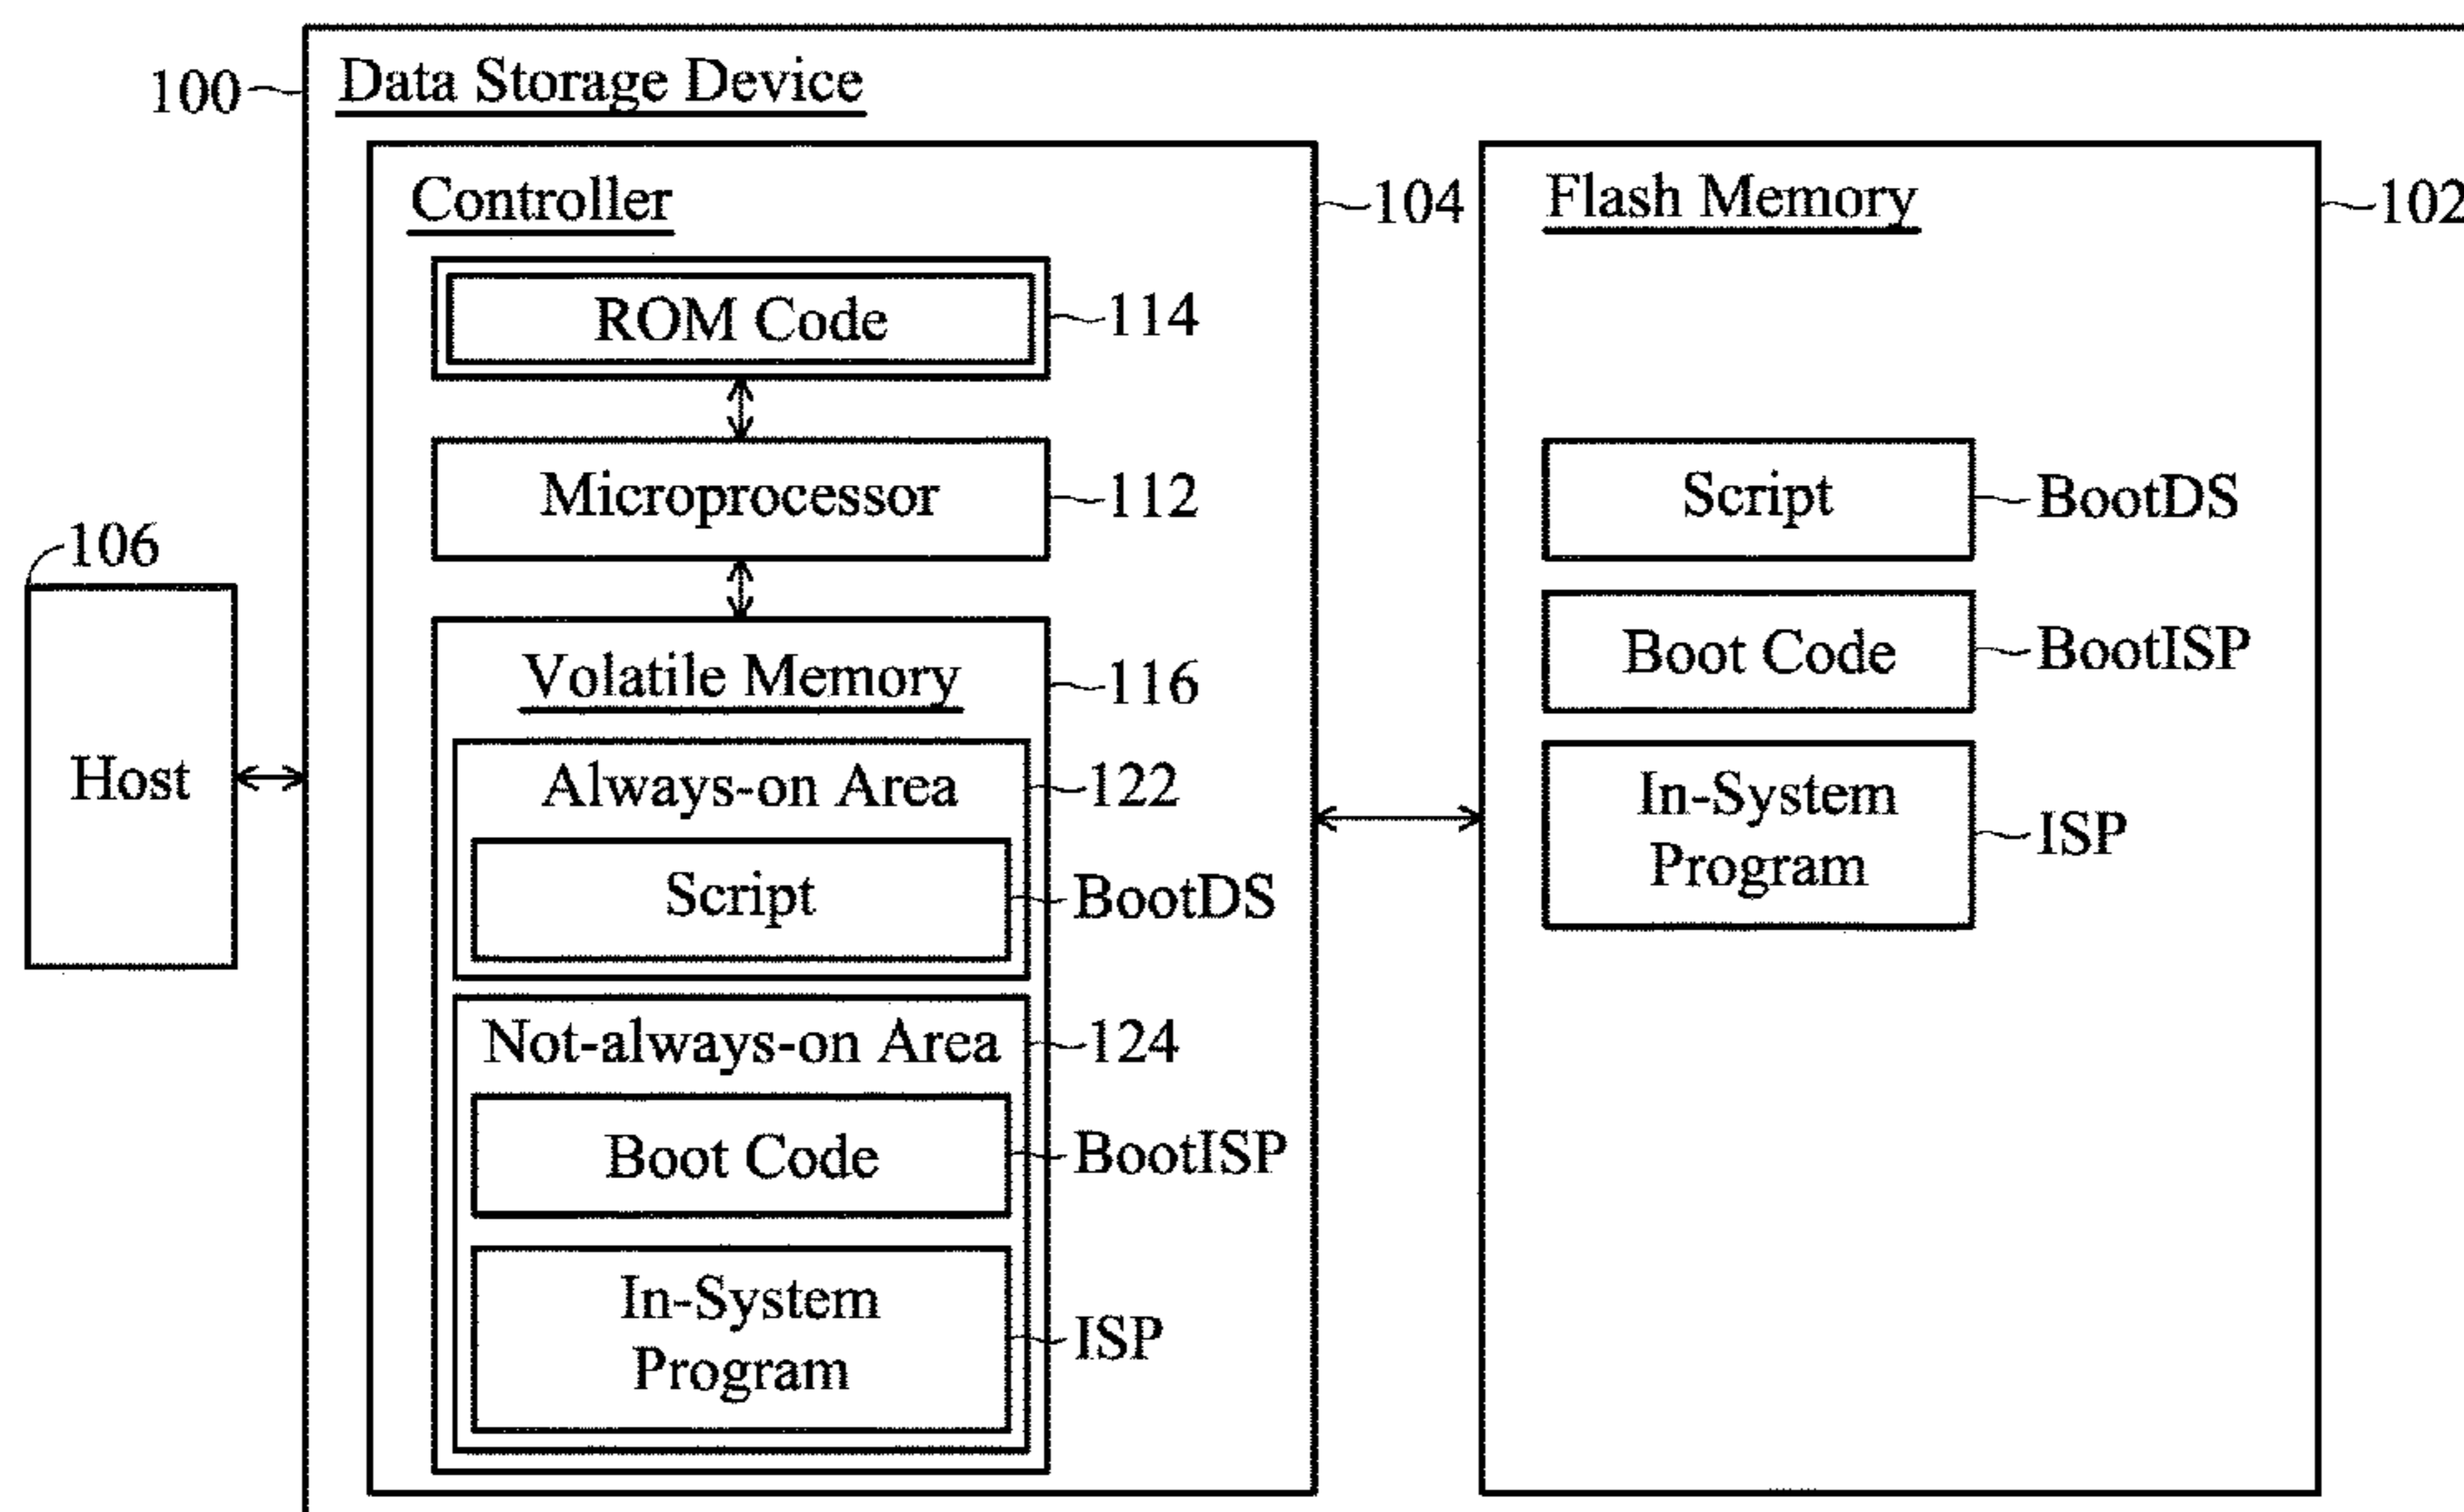 100
Data Storage Device
Controller
104
Flash Memory
102
ROM Code
114
Microprocessor
112
Script
BootDS
106
Host
Volatile Memory
116
Boot Code
BootISP
Always-on Area
122
In-System
Program
ISP
Script
BootDS
Not-always-on Area
124
Boot Code
BootISP
In-System
Program
ISP